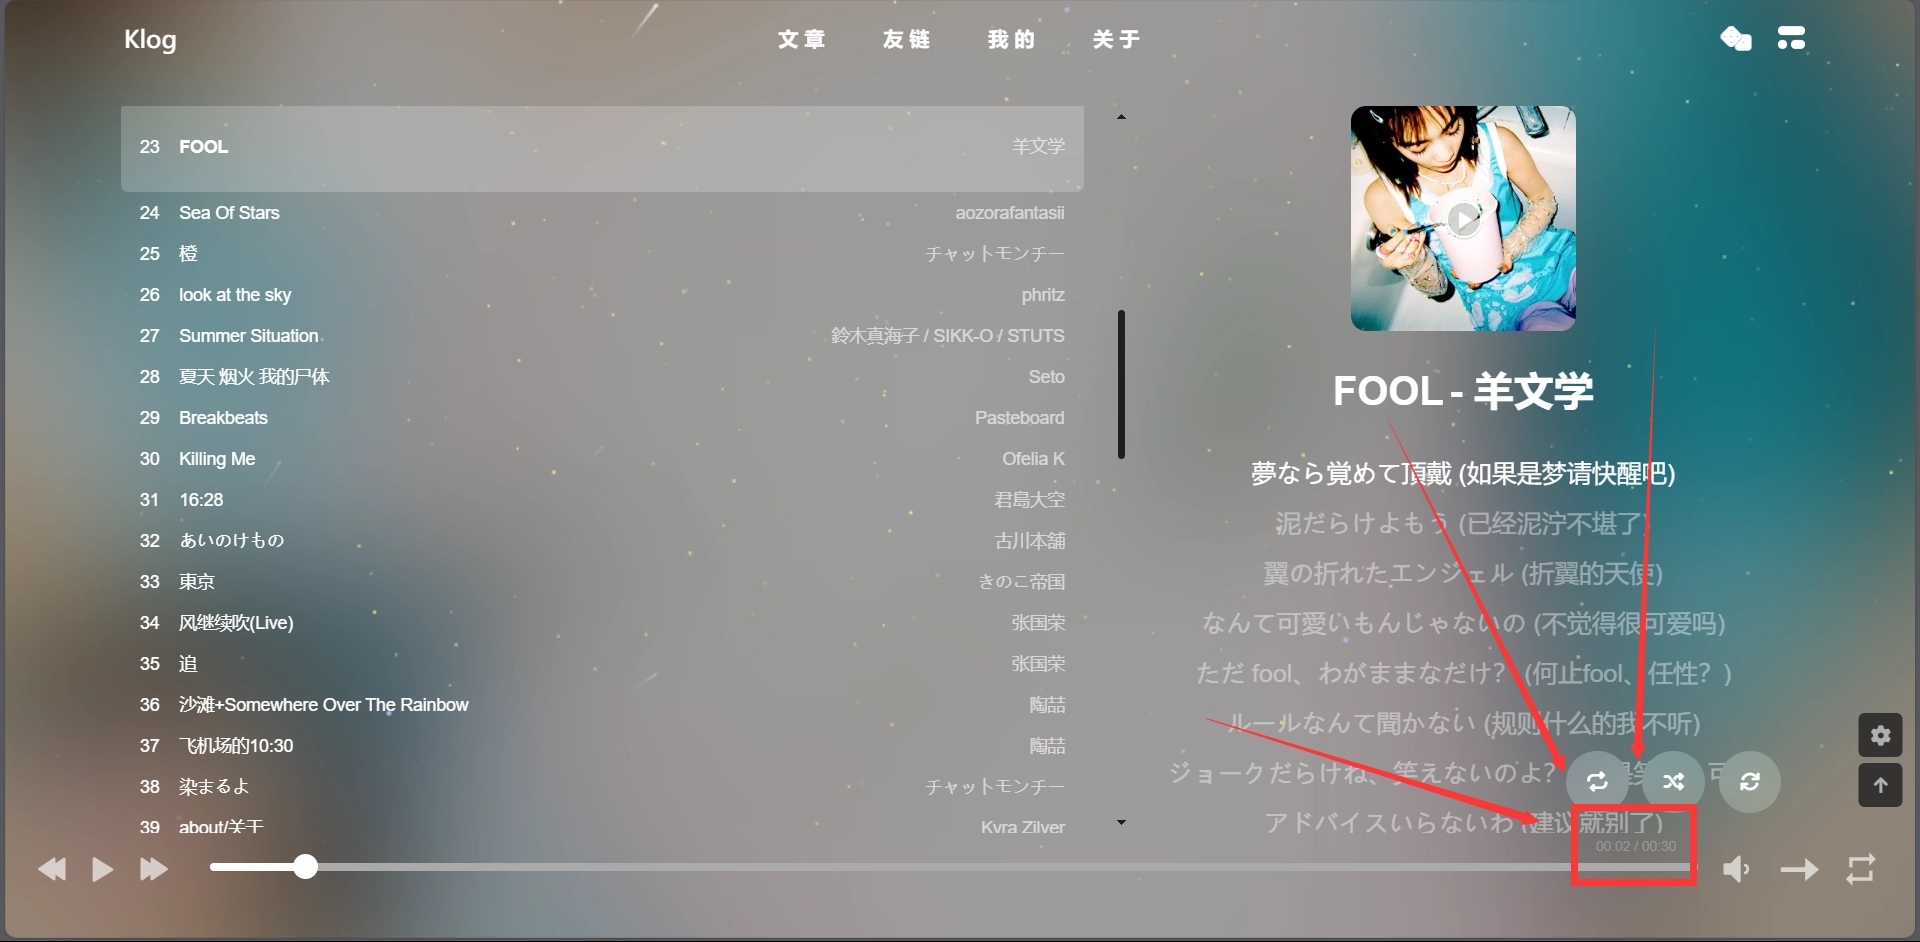 Klog
文章
友链
我的
关于
23 FOOL 羊文学
24 Sea Of Stars aozorafantasii
25 橙 チャットモンチー
26 look at the sky phritz
27 Summer Situation 鈴木真海子 / SIKK-O / STUTS
28 夏天 烟火 我的尸体 Seto
29 Breakbeats Pasteboard
30 Killing Me Ofelia K
31 16:28 君島大空
32 あいのけもの 古川本舗
33 東京 きのこ帝国
34 风继续吹(Live) 张国荣
35 追 张国荣
36 沙滩+Somewhere Over The Rainbow 陶喆
37 飞机场的10:30 陶喆
38 染まるよ チャットモンチー
39 about/关于 Kyra Zilver
FOOL - 羊文学
夢なら覚めて頂戴 (如果是梦请快醒吧)
泥だらけよもう (已经泥泞不堪了)
翼の折れたエンジェル (折翼的天使)
なんて可愛いもんじゃないの (不觉得很可爱吗)
ただ fool、わがままなだけ？ (何止fool、任性？)
ルールなんて聞かない (规则什么的我不听)
ジョークだらけね、笑えないのよ？
アドバイスいらないわ (建议就别了)
00:02 / 00:30